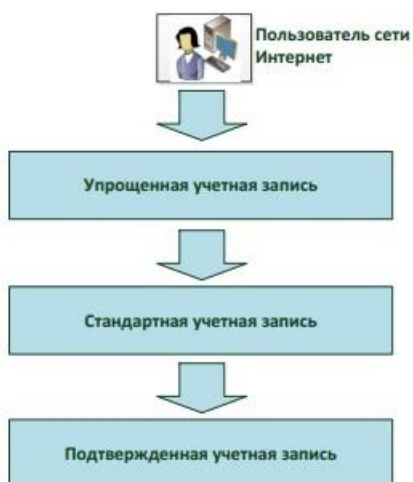 Пользователь сети
Интернет
Упрощенная учетная запись
Стандартная учетная запись
Подтвержденная учетная запись